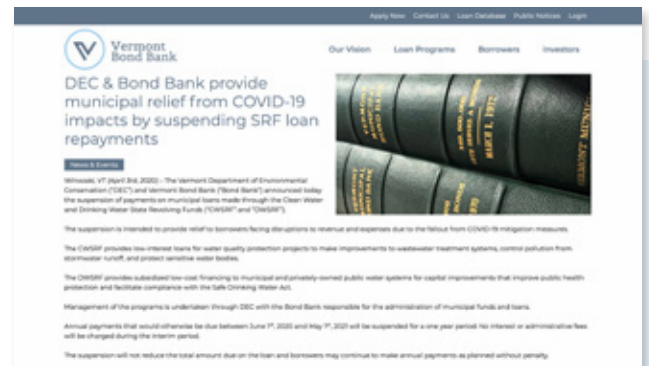 Apply Now Contact Us Loan Database Public Notices Login
Vermont
Bond Bank
Our Vision Loan Programs Borrowers Investors
DEC & Bond Bank provide
municipal relief from COVID-19
impacts by suspending SRF loan
repayments
News & Events
Winooski, VT (April 3rd, 2020) – The Vermont Department of Environmental
Conservation ("DEC") and Vermont Bond Bank ("Bond Bank") announced today
the suspension of payments on municipal loans made through the Clean Water
and Drinking Water State Revolving Funds ("CWSRF" and "DWSRF").
The suspension is intended to provide relief to borrowers facing disruptions to revenue and expenses due to the fallout from COVID-19 mitigation measures.
The CWSRF provides low-interest loans for water quality protection projects to make improvements to wastewater treatment systems, control pollution from
stormwater runoff, and protect sensitive water bodies.
The DWSRF provides subsidized low-cost financing to municipal and privately-owned public water systems for capital improvements that improve public health
protection and facilitate compliance with the Safe Drinking Water Act.
Management of the programs is undertaken through DEC with the Bond Bank responsible for the administration of municipal funds and loans.
Annual payments that would otherwise be due between June 1st, 2020 and May 1st, 2021 will be suspended for a one year period. No interest or administrative fees
will be charged during the interim period.
The suspension will not reduce the total amount due on the loan and borrowers may continue to make annual payments as planned without penalty.
VERMONT MUNICIPAL
BOND BANK
MARCH 1, 1972
VERMONT MUNIC